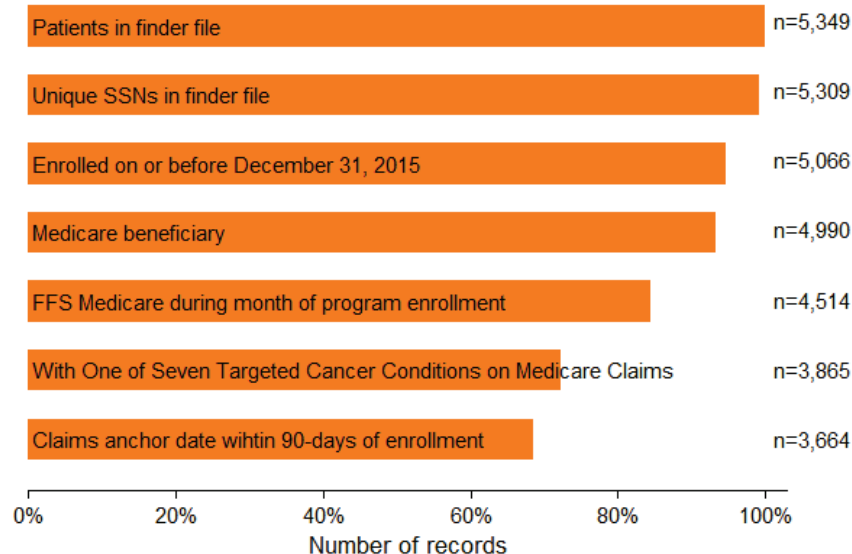 Patients in finder file n=5,349
Unique SSNs in finder file n=5,309
Enrolled on or before December 31, 2015 n=5,066
Medicare beneficiary n=4,990
FFS Medicare during month of program enrollment n=4,514
With One of Seven Targeted Cancer Conditions on Medicare Claims n=3,865
Claims anchor date wihtin 90-days of enrollment n=3,664
0% 20% 40% 60% 80% 100%
Number of records